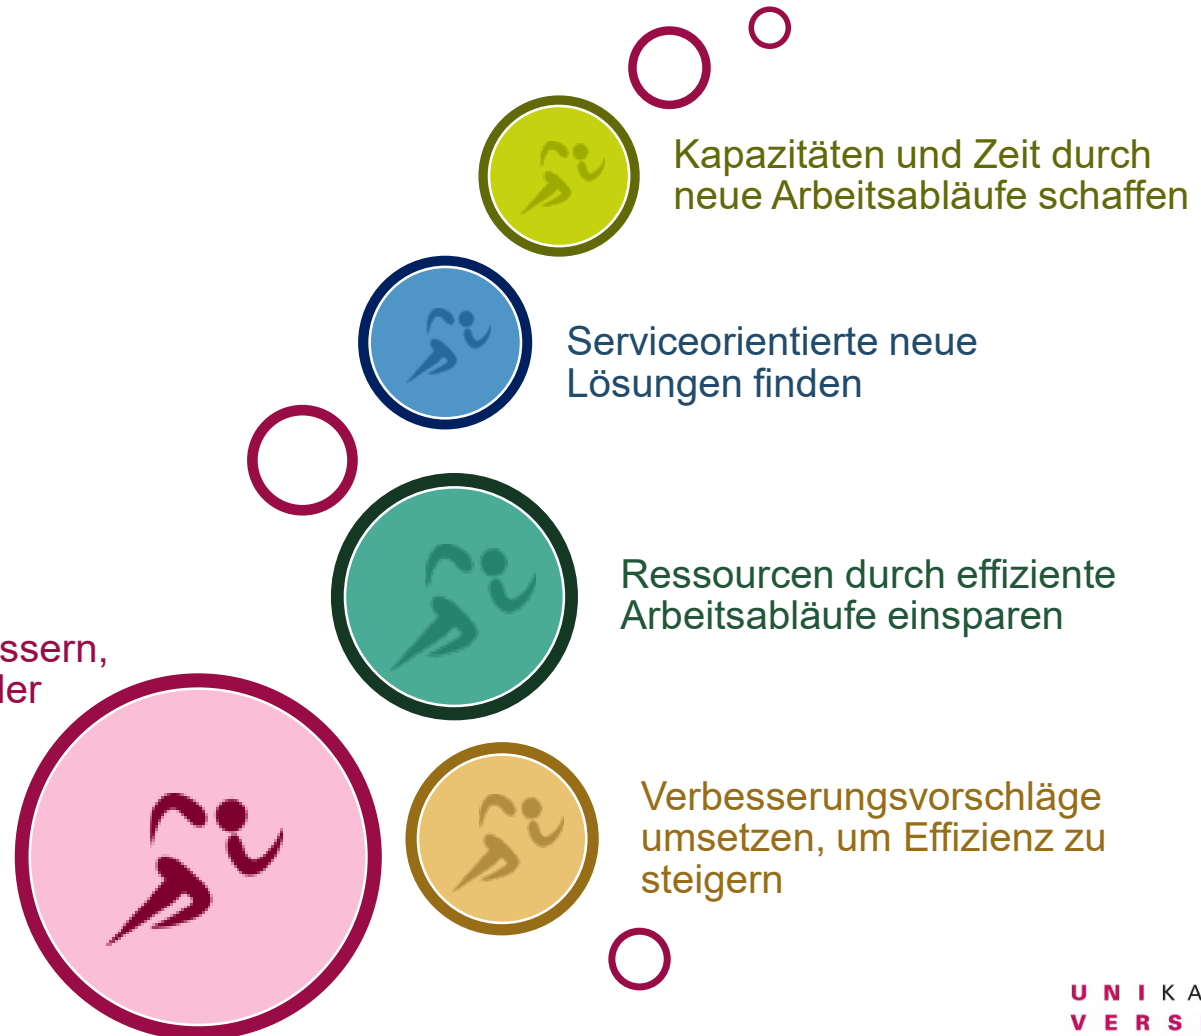 Kapazitäten und Zeit durch
neue Arbeitsabläufe schaffen
Serviceorientierte neue
Lösungen finden
Ressourcen durch effiziente
Arbeitsabläufe einsparen
ssern,
Verbesserungsvorschläge
umsetzen, um Effizienz zu
steigern
U N I K A
V E R S